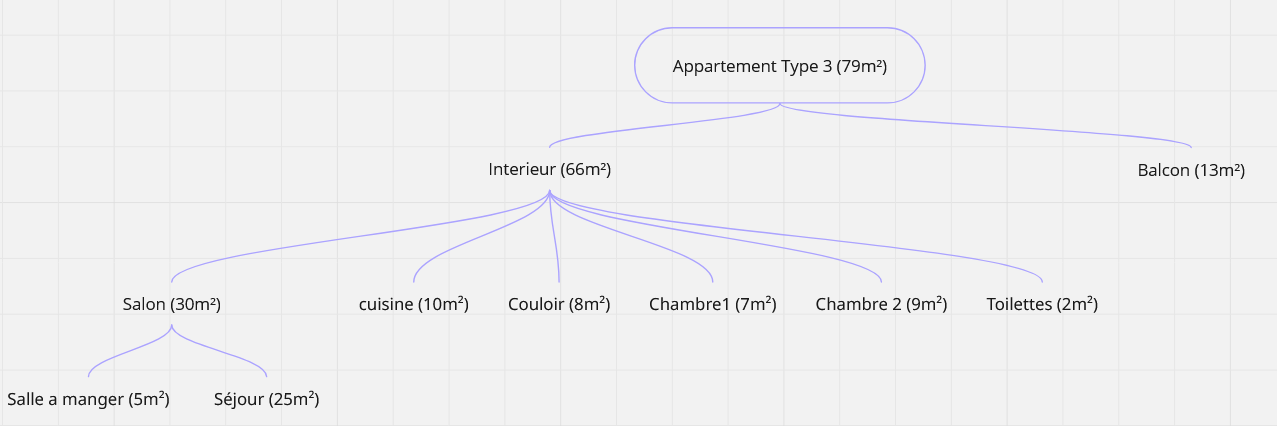 Appartement Type 3 (79m²)
Interieur (66m²)
Balcon (13m²)
Salon (30m²)
cuisine (10m²)
Couloir (8m²)
Chambre1 (7m²)
Chambre 2 (9m²)
Toilettes (2m²)
Salle a manger (5m²)
Séjour (25m²)